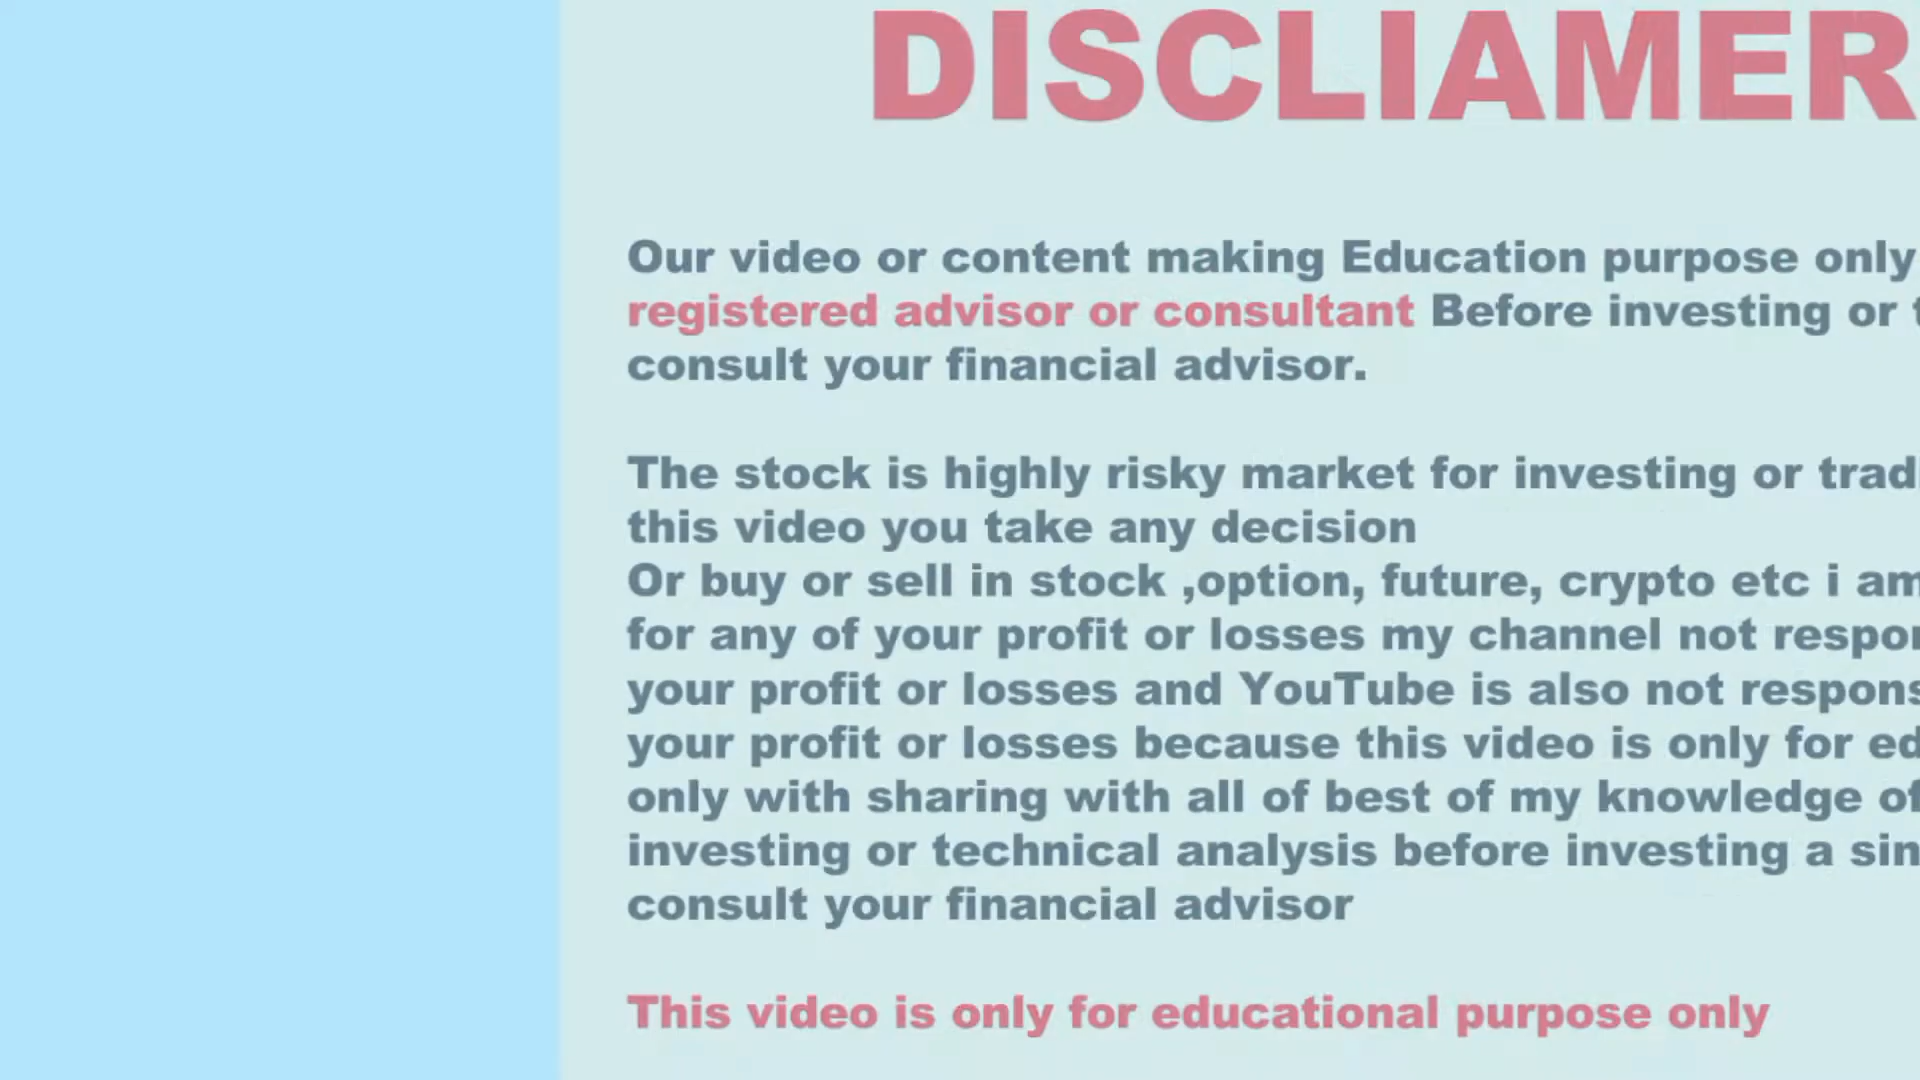 DISCLIAMER
Our video or content making Education purpose only
registered advisor or consultant Before investing or
consult your financial advisor.
The stock is highly risky market for investing or
this video you take any decision
Or buy or sell in stock ,option, future, crypto etc i am
for any of your profit or losses my channel not
your profit or losses and YouTube is also not
your profit or losses because this video is only for
only with sharing with all of best of my knowledge
investing or technical analysis before investing a
consult your financial advisor
This video is only for educational purpose only